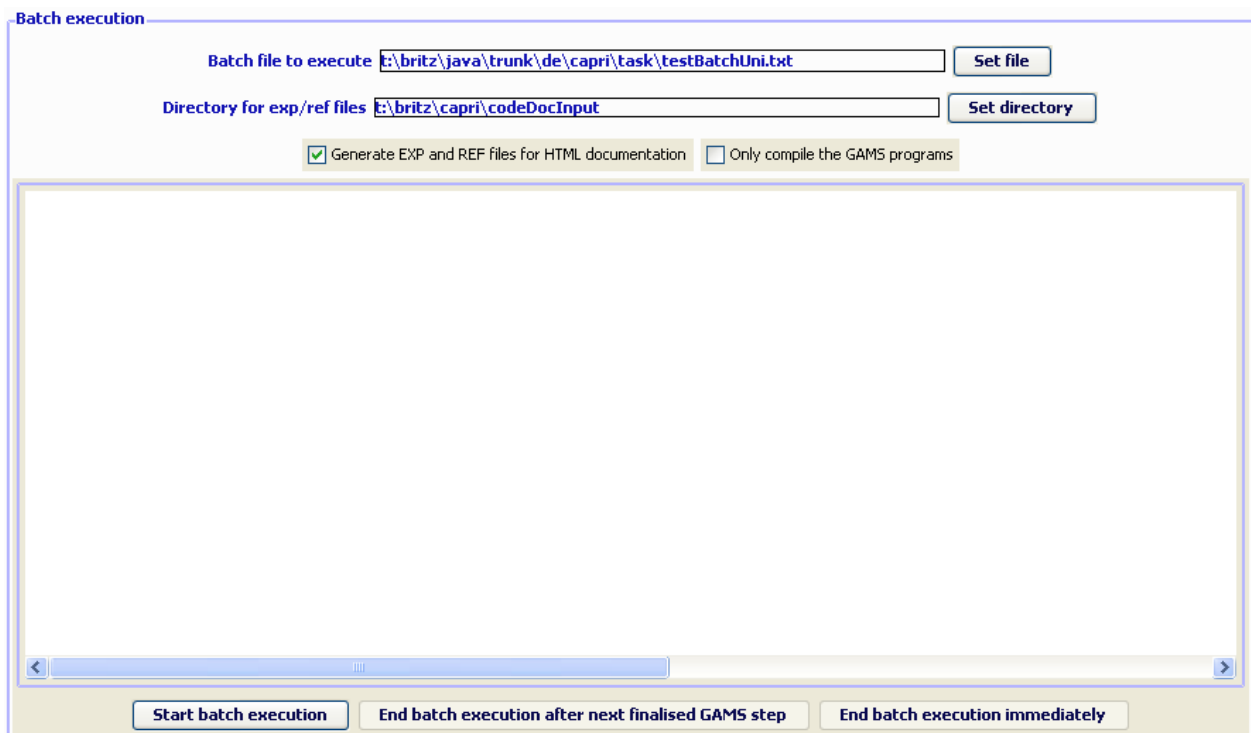 Batch execution
Batch file to execute t:\britz\java\trunk\de\capri\task\testBatchUni.txt Set file
Directory for exp/ref files t:\britz\capri\codeDocInput Set directory
Generate EXP and REF files for HTML documentation Only compile the GAMS programs
Start batch execution End batch execution after next finalised GAMS step End batch execution immediately